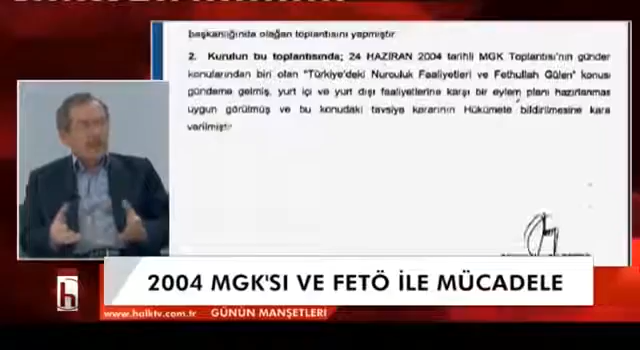 başkanlığında olağan toplantısını yapmıştır
2. Kurulun bu toplantısında; 24 HAZİRAN 2004 tarihli MGK Toplantısı'nın günder
konularından biri olan "Türkiye'deki Nurculuk Faaliyetleri ve Fethullah Gülen" konusu
gündeme gelmiş, yurt içi ve yurt dışı faaliyetlerine karşı bir eylem planı hazırlanmas
uygun görülmüş ve bu konudaki tavsiye kararının Hükümete bildirilmesine kara
verilmiştir
2004 MGK'SI VE FETÖ İLE MÜCADELE
h
www.halktv.com.tr GÜNÜN MANŞETLERİ